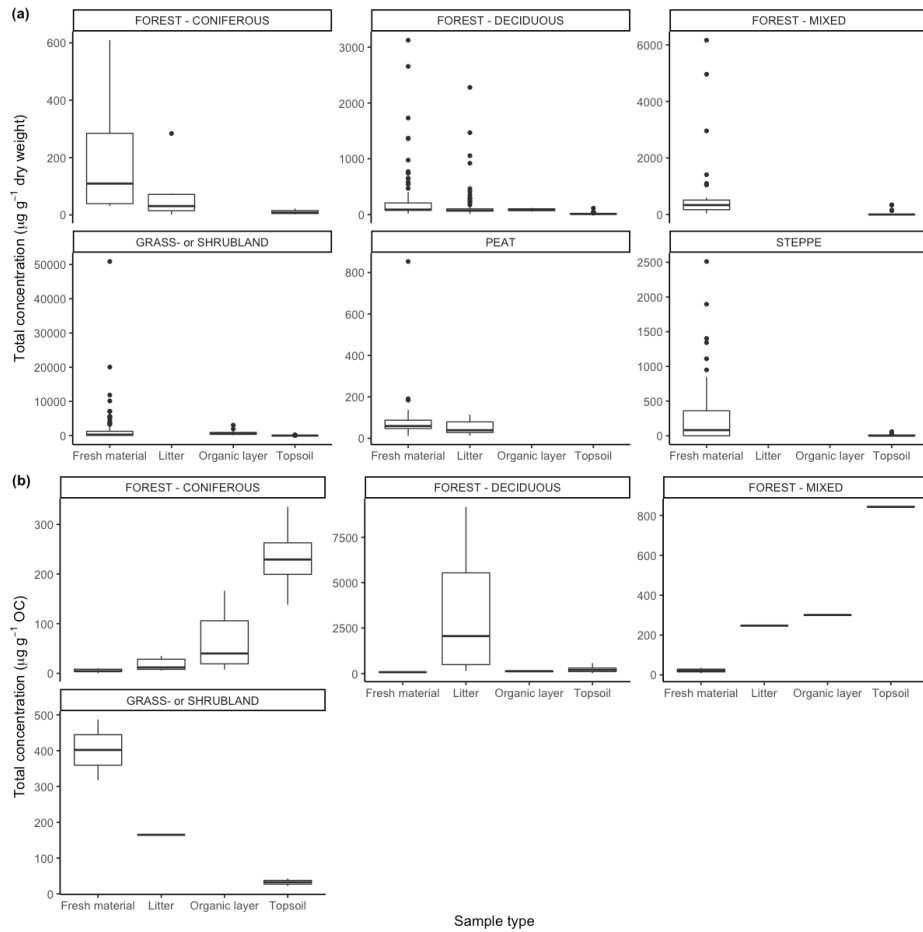 (a)
FOREST - CONIFEROUS
FOREST - DECIDUOUS
FOREST - MIXED
600
400
200
0
3000
2000
1000
0
6000
4000
2000
0
Total concentration (μg g⁻¹ dry weight)
GRASS- or SHRUBLAND
PEAT
STEPPE
50000
40000
30000
20000
10000
0
800
600
400
200
0
2500
2000
1500
1000
500
0
Fresh material Litter Organic layer Topsoil
Fresh material Litter Organic layer Topsoil
Fresh material Litter Organic layer Topsoil
(b)
FOREST - CONIFEROUS
FOREST - DECIDUOUS
FOREST - MIXED
300
200
100
0
7500
5000
2500
0
800
600
400
200
0
Fresh material Litter Organic layer Topsoil
Fresh material Litter Organic layer Topsoil
Total concentration (μg g⁻¹ OC)
GRASS- or SHRUBLAND
500
400
300
200
100
0
Fresh material Litter Organic layer Topsoil
Sample type